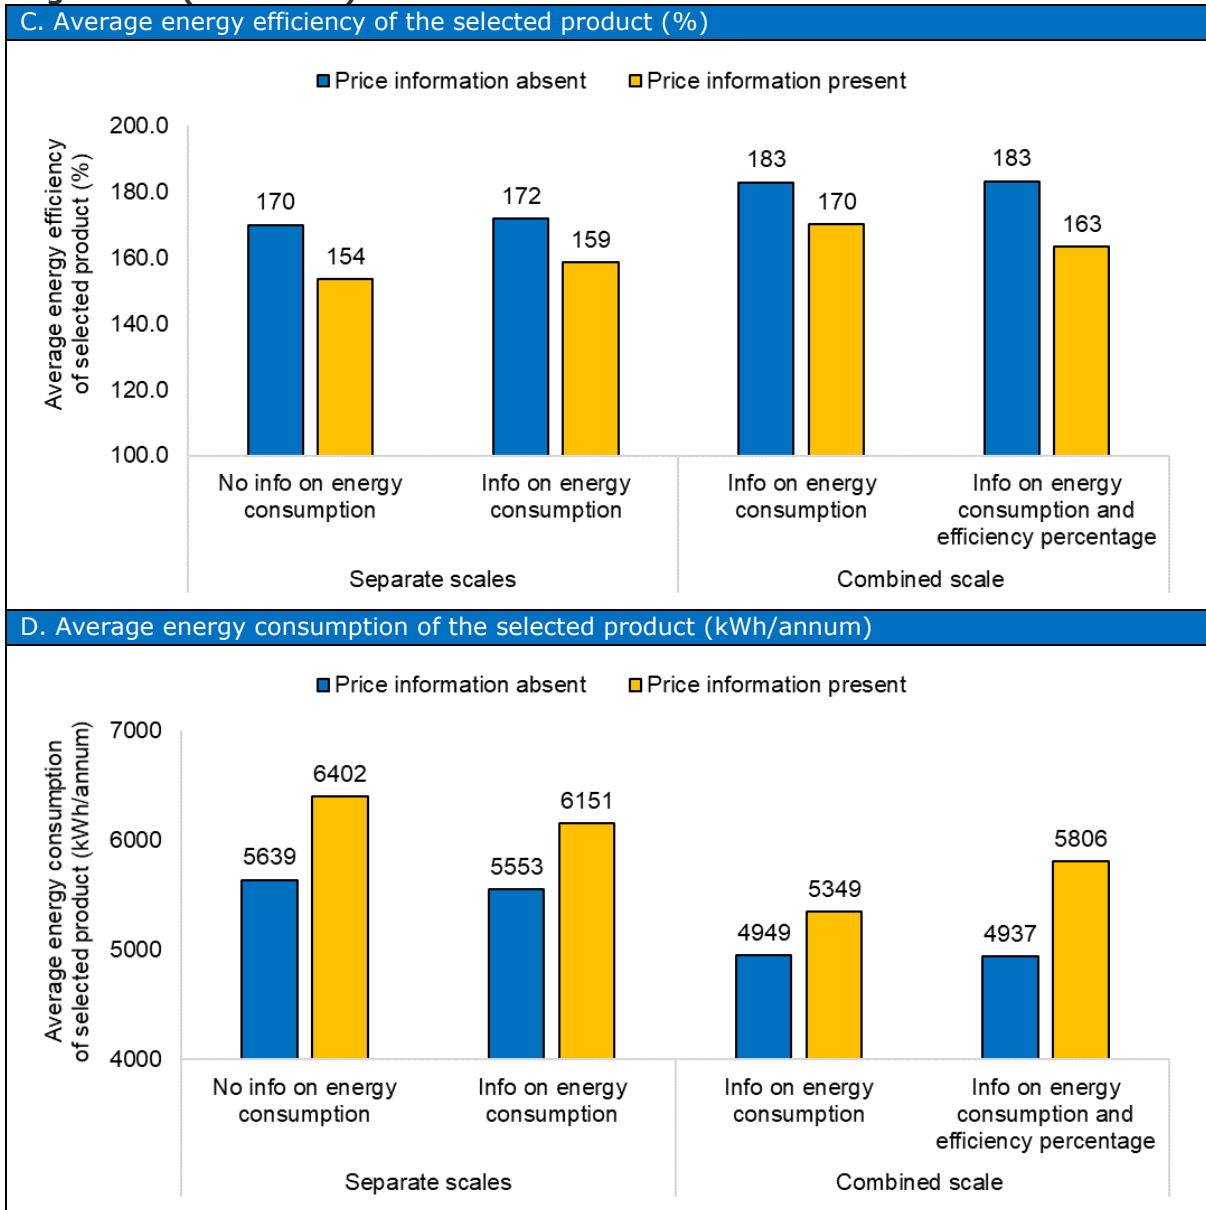 C. Average energy efficiency of the selected product (%)
Price information absent
Price information present
Average energy efficiency
of selected product (%)
200.0
180.0
160.0
140.0
120.0
100.0
170
154
172
159
183
170
183
163
No info on energy
consumption
Info on energy
consumption
Info on energy
consumption
Info on energy
consumption and
efficiency percentage
Separate scales
Combined scale
D. Average energy consumption of the selected product (kWh/annum)
Price information absent
Price information present
Average energy consumption
of selected product (kWh/annum)
7000
6000
5000
4000
5639
6402
5553
6151
4949
5349
4937
5806
No info on energy
consumption
Info on energy
consumption
Info on energy
consumption
Info on energy
consumption and
efficiency percentage
Separate scales
Combined scale